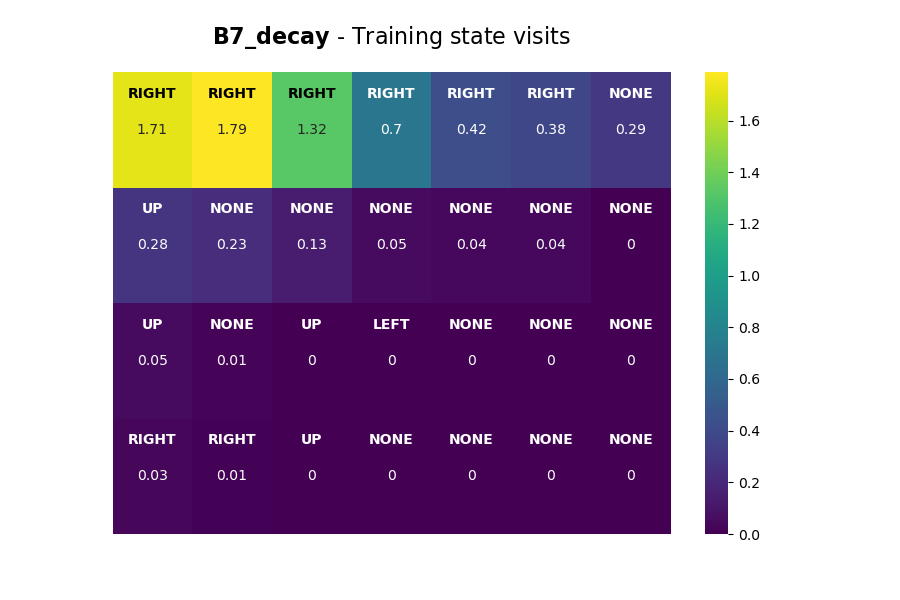 B7_decay - Training state visits
RIGHT RIGHT RIGHT RIGHT RIGHT RIGHT NONE
1.71 1.79 1.32 0.7 0.42 0.38 0.29
UP NONE NONE NONE NONE NONE NONE
0.28 0.23 0.13 0.05 0.04 0.04 0
UP NONE UP LEFT NONE NONE NONE
0.05 0.01 0 0 0 0 0
RIGHT RIGHT UP NONE NONE NONE NONE
0.03 0.01 0 0 0 0 0
1.6
1.4
1.2
1.0
0.8
0.6
0.4
0.2
0.0